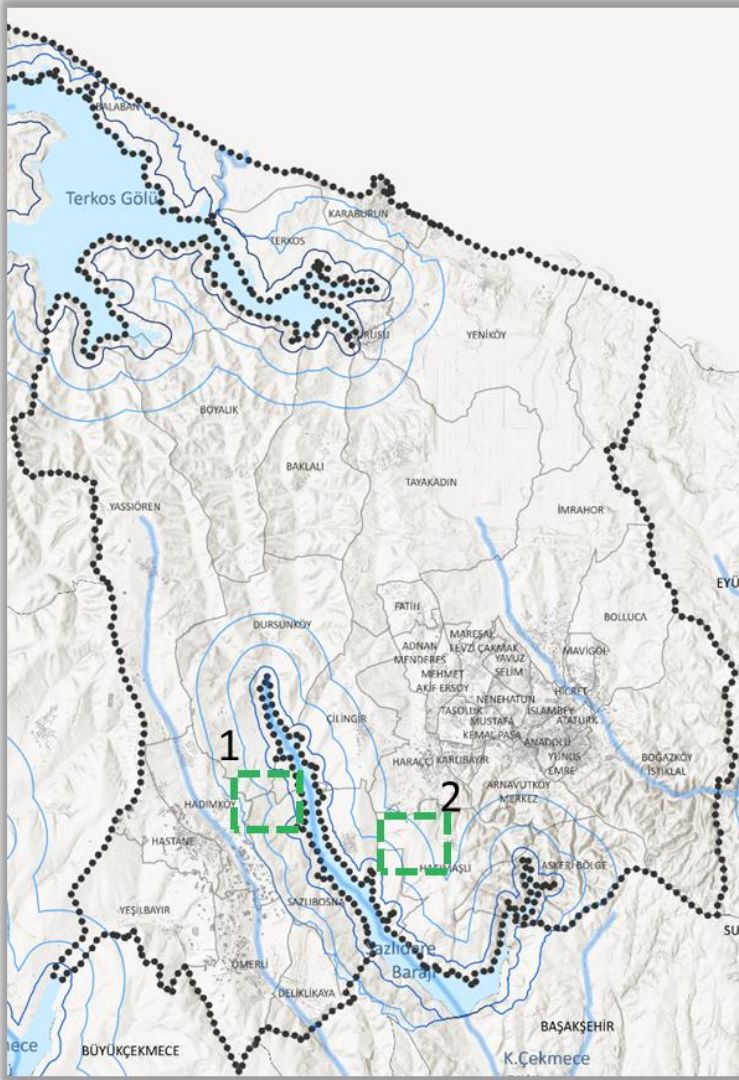 BALABAN
Terkos Gölü
KARABURUN
TERKOS
YENİKÖY
BOYALIK
BAKLALI
TAYAKADIN
YASSIÖREN
İMRAHOR
EYÜ
FATİH
BOLLUCA
DURSUNKÖY
MAREŞAL
FEVZİ ÇAKMAK
ADNAN
MENDERES
YAVUZ
SELİM
MAVİGÖL
MEHMET
AKİF ERSOY
HİCRET
NENEHATUN
TAŞOLUK
İSLAMBEY
ÇİLİNGİR
MUSTAFA
KEMAL PAŞA
ATATÜRK
ANADOLU
1
YUNUS
EMRE
BOĞAZKÖY
İSTİKLAL
HARAÇÇI
KARLIBAYIR
ARNAVUTKÖY
MERKEZ
2
HADIMKÖY
HASTANE
ASKERİ BÖLGE
SAZLIBOSNA
YEŞİLBAYIR
SU
Sazlıdere
Barajı
ÖMERLİ
DELİKLİKAYA
BAŞAKŞEHİR
ece
BÜYÜKÇEKMECE
K.Çekmece